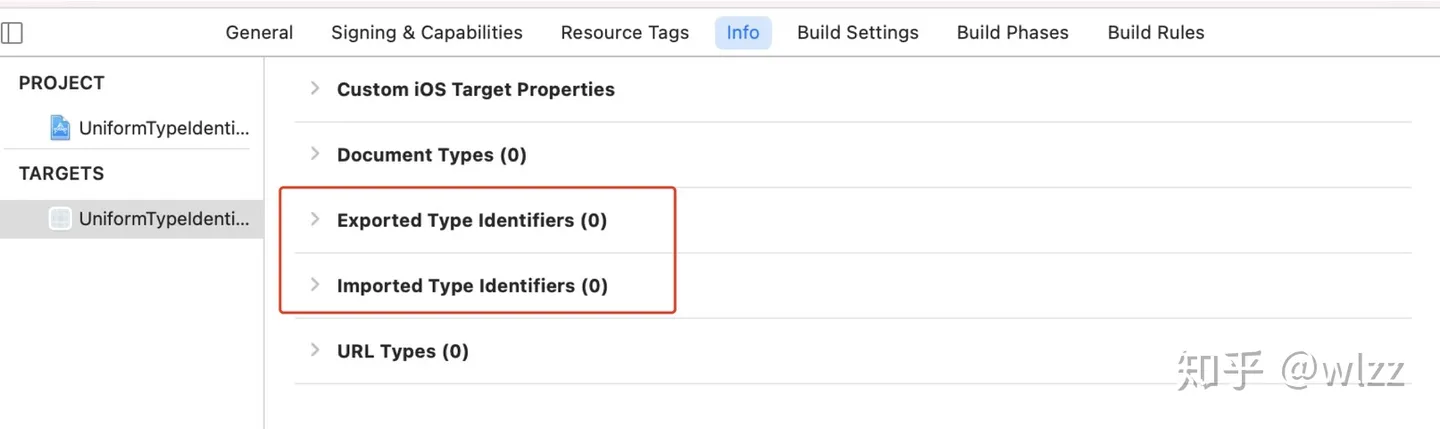 General Signing & Capabilities Resource Tags Info Build Settings Build Phases Build Rules
PROJECT
UniformTypeIdenti...
TARGETS
UniformTypeIdenti...
Custom iOS Target Properties
Document Types (0)
Exported Type Identifiers (0)
Imported Type Identifiers (0)
URL Types (0)
知乎 @wlzz